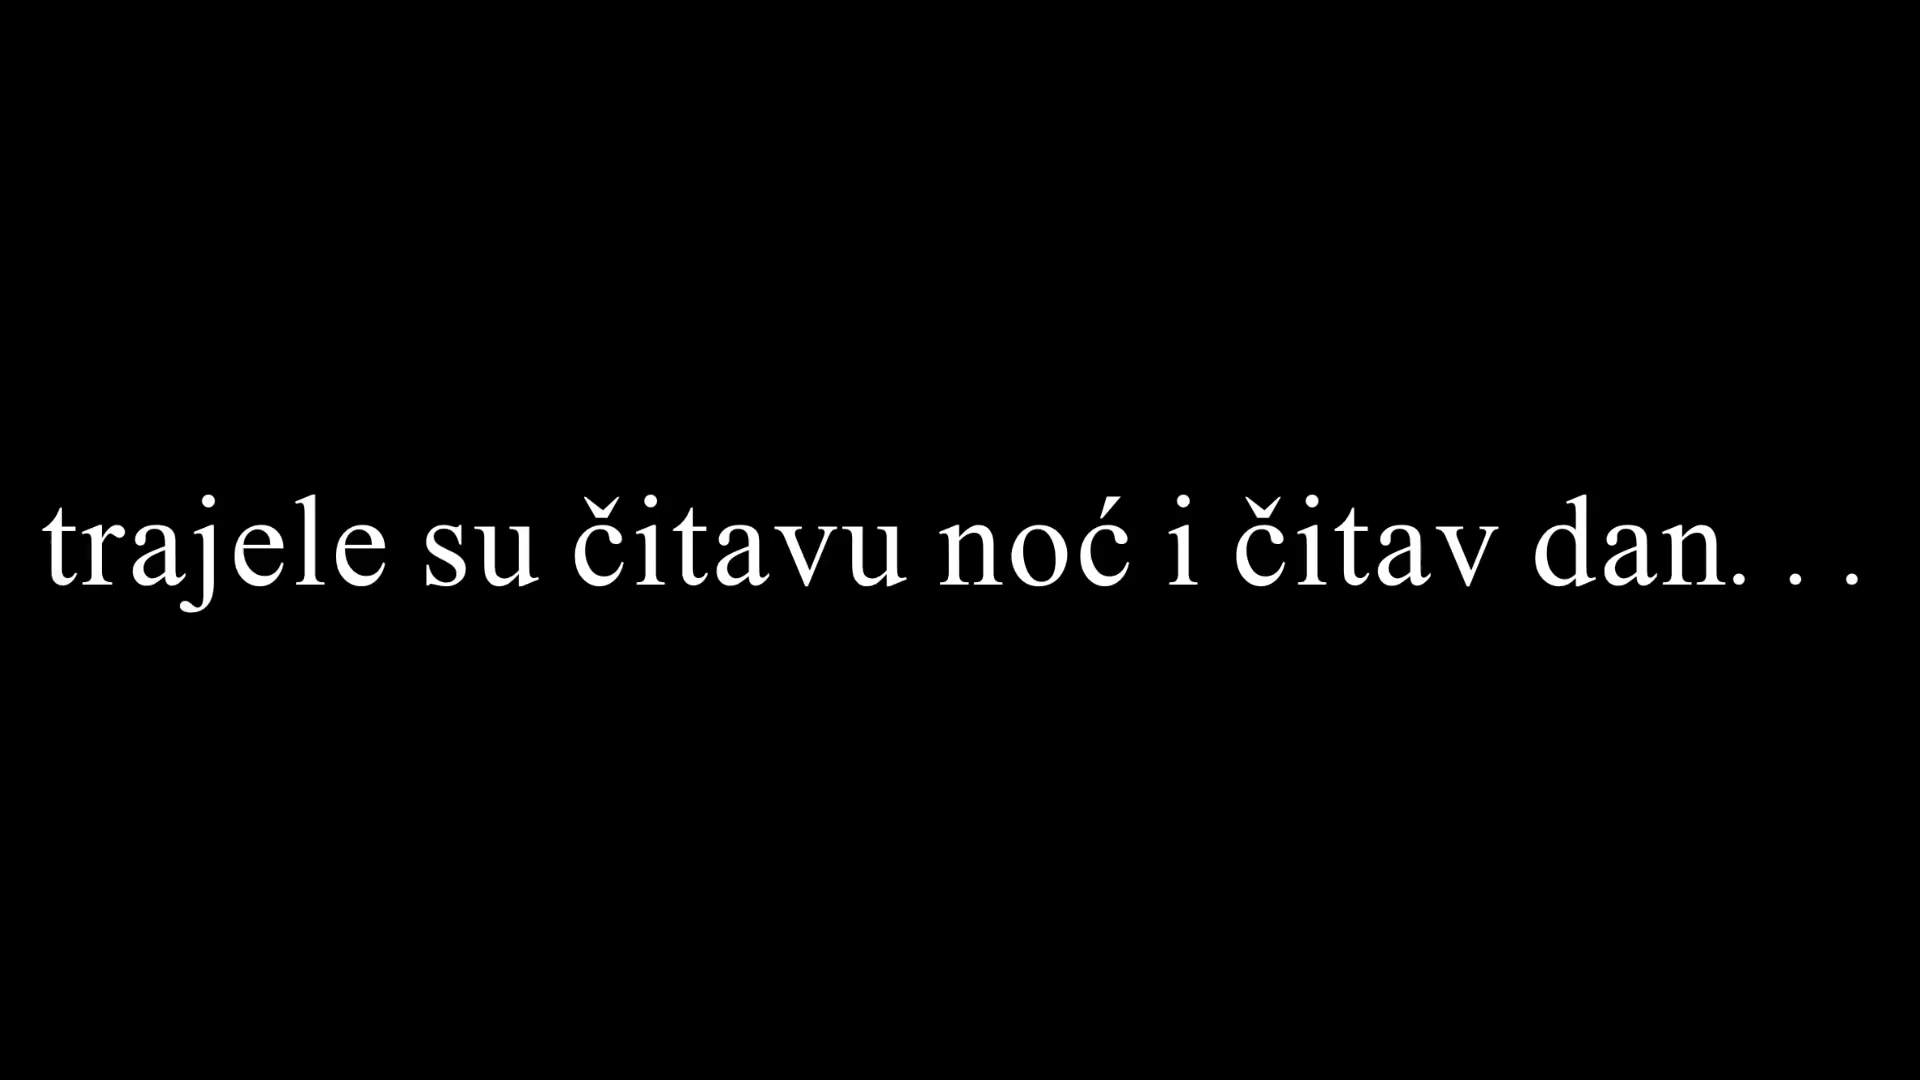 trajele su čitavu noć i čitav dan. . .